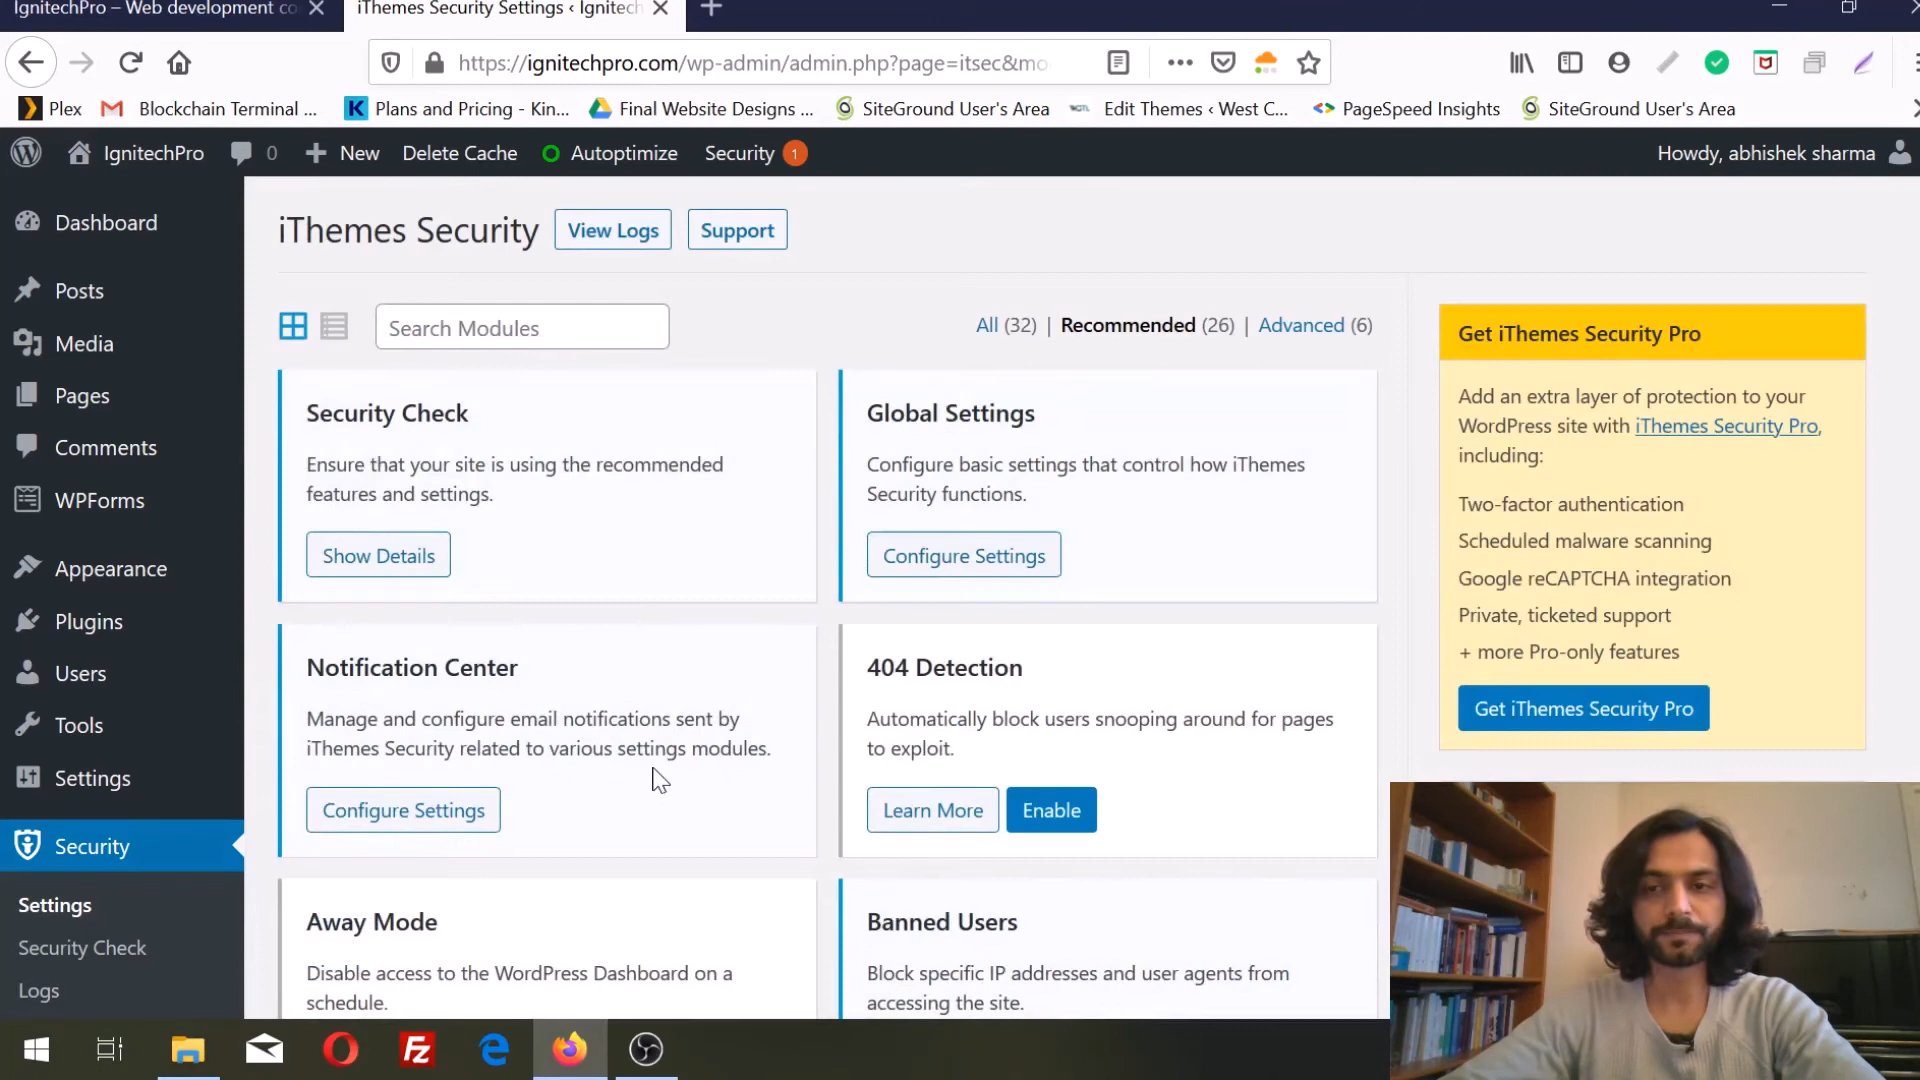 IgnitechPro – Web development co
iThemes Security Settings ‹ Ignitech
https://ignitechpro.com/wp-admin/admin.php?page=itsec&mo
Plex
Blockchain Terminal ...
Plans and Pricing - Kin...
Final Website Designs ...
SiteGround User's Area
Edit Themes ‹ West C...
PageSpeed Insights
SiteGround User's Area
IgnitechPro
0
New
Delete Cache
Autoptimize
Security 1
Howdy, abhishek sharma
Dashboard
Posts
Media
Pages
Comments
WPForms
Appearance
Plugins
Users
Tools
Settings
Security
Settings
Security Check
Logs
iThemes Security
View Logs
Support
Search Modules
All (32) | Recommended (26) | Advanced (6)
Security Check
Ensure that your site is using the recommended
features and settings.
Show Details
Global Settings
Configure basic settings that control how iThemes
Security functions.
Configure Settings
Notification Center
Manage and configure email notifications sent by
iThemes Security related to various settings modules.
Configure Settings
404 Detection
Automatically block users snooping around for pages
to exploit.
Learn More
Enable
Away Mode
Disable access to the WordPress Dashboard on a
schedule.
Banned Users
Block specific IP addresses and user agents from
accessing the site.
Get iThemes Security Pro
Add an extra layer of protection to your
WordPress site with iThemes Security Pro,
including:
Two-factor authentication
Scheduled malware scanning
Google reCAPTCHA integration
Private, ticketed support
+ more Pro-only features
Get iThemes Security Pro